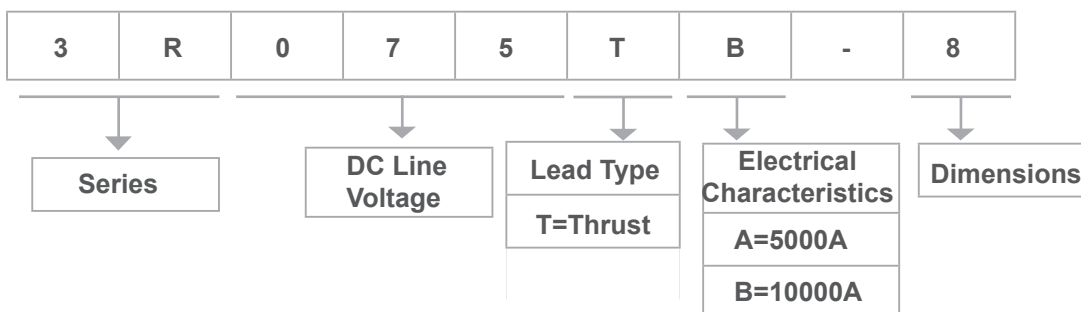 3 R 0 7 5 T B - 8
Series
DC Line
Voltage
Lead Type
T=Thrust
Electrical
Characteristics
A=5000A
B=10000A
Dimensions